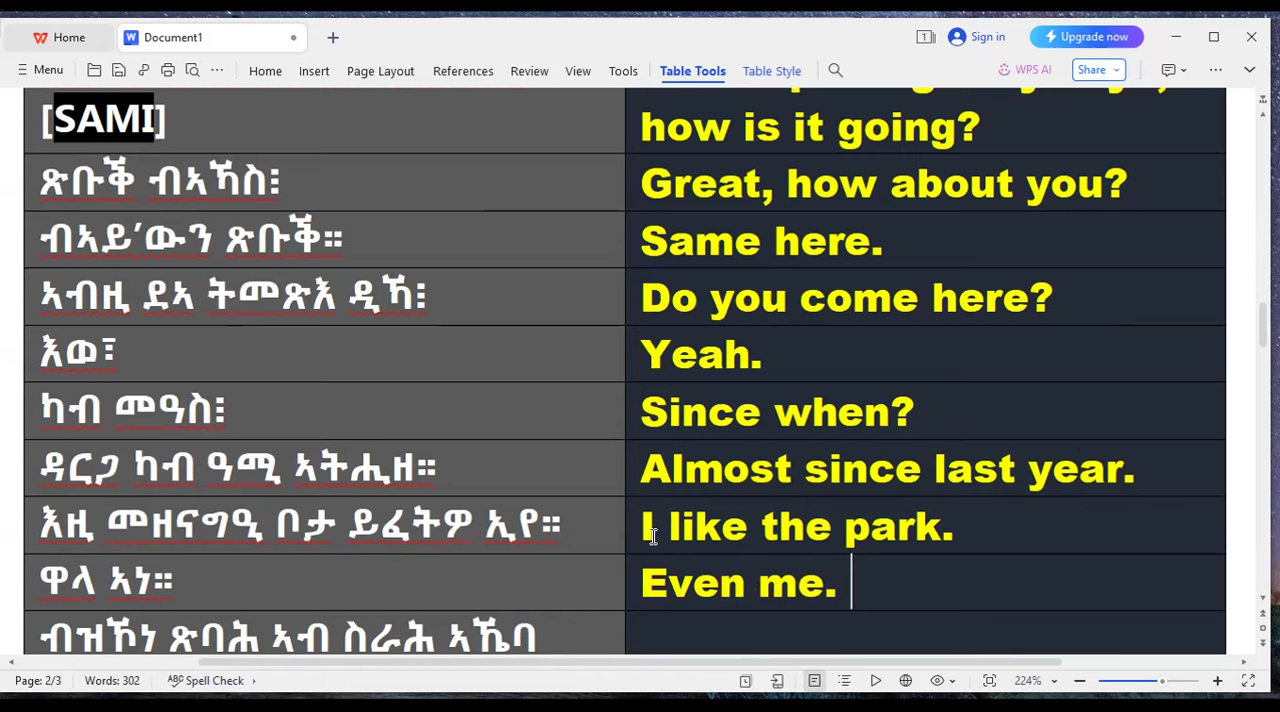 Home
Document1
1
Sign in
Upgrade now
Menu
Home Insert Page Layout References Review View Tools Table Tools Table Style
WPS AI
Share
[SAMI]
how is it going?
ጽቡቕ ብኣኻስ፧
Great, how about you?
ብኣይ’ውን ጽቡቕ።
Same here.
ኣብዚ ደኣ ትመጽእ ዲኻ፧
Do you come here?
እወ፣
Yeah.
ካብ መዓስ፧
Since when?
ዳርጋ ካብ ዓሚ ኣትሒዘ።
Almost since last year.
እዚ መዘናግዒ ቦታ ይፈትዎ ኢየ።
I like the park.
ዋላ ኣነ።
Even me.
ብዝኾነ ጽባሕ ኣብ ስራሕ ኣኼባ
Page: 2/3 Words: 302 Spell Check 224%